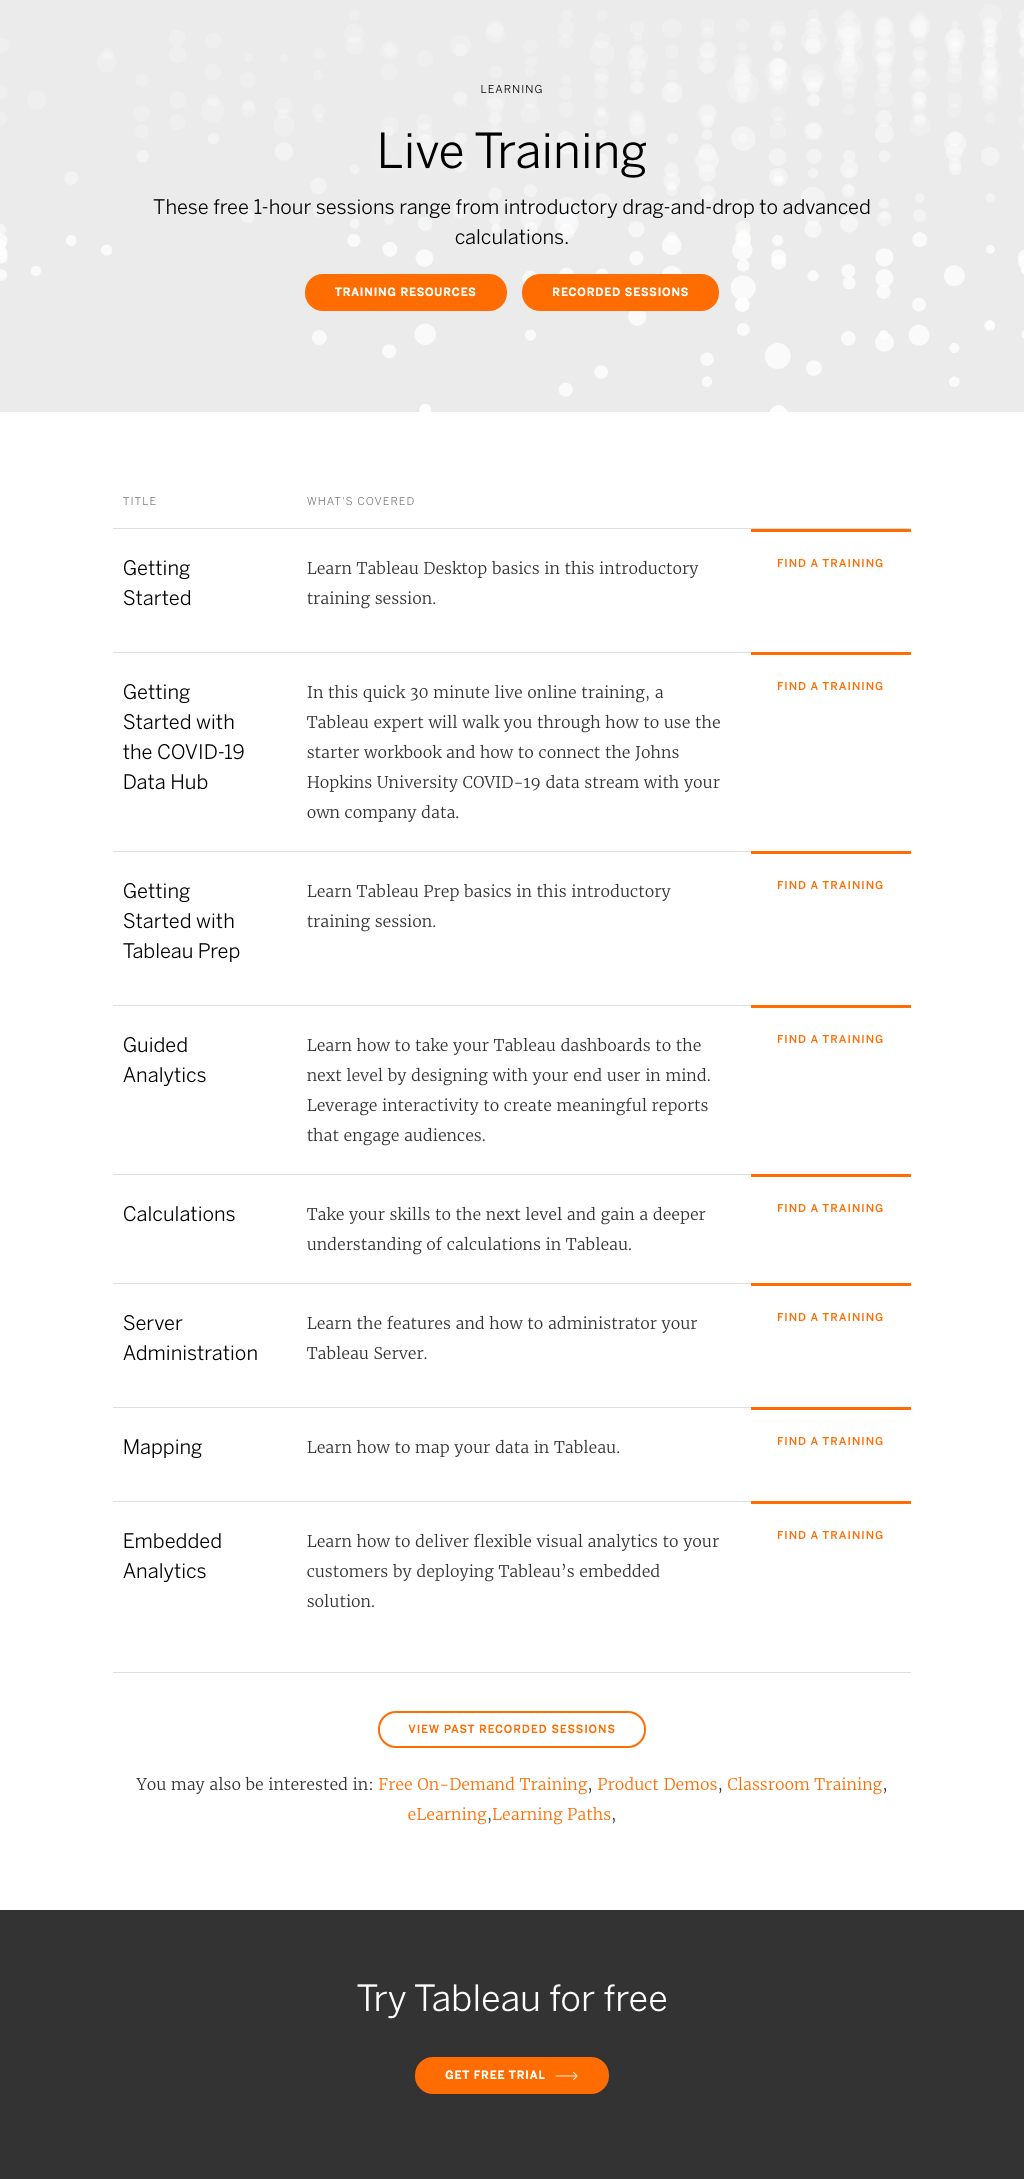 LEARNING
Live Training
These free 1-hour sessions range from introductory drag-and-drop to advanced
calculations.
TRAINING RESOURCES
RECORDED SESSIONS
TITLE
WHAT'S COVERED
Getting
Started
Learn Tableau Desktop basics in this introductory
training session.
FIND A TRAINING
Getting
Started with
the COVID-19
Data Hub
In this quick 30 minute live online training, a
Tableau expert will walk you through how to use the
starter workbook and how to connect the Johns
Hopkins University COVID-19 data stream with your
own company data.
FIND A TRAINING
Getting
Started with
Tableau Prep
Learn Tableau Prep basics in this introductory
training session.
FIND A TRAINING
Guided
Analytics
Learn how to take your Tableau dashboards to the
next level by designing with your end user in mind.
Leverage interactivity to create meaningful reports
that engage audiences.
FIND A TRAINING
Calculations
Take your skills to the next level and gain a deeper
understanding of calculations in Tableau.
FIND A TRAINING
Server
Administration
Learn the features and how to administrator your
Tableau Server.
FIND A TRAINING
Mapping
Learn how to map your data in Tableau.
FIND A TRAINING
Embedded
Analytics
Learn how to deliver flexible visual analytics to your
customers by deploying Tableau’s embedded
solution.
FIND A TRAINING
VIEW PAST RECORDED SESSIONS
You may also be interested in: Free On-Demand Training, Product Demos, Classroom Training,
eLearning,Learning Paths,
Try Tableau for free
GET FREE TRIAL